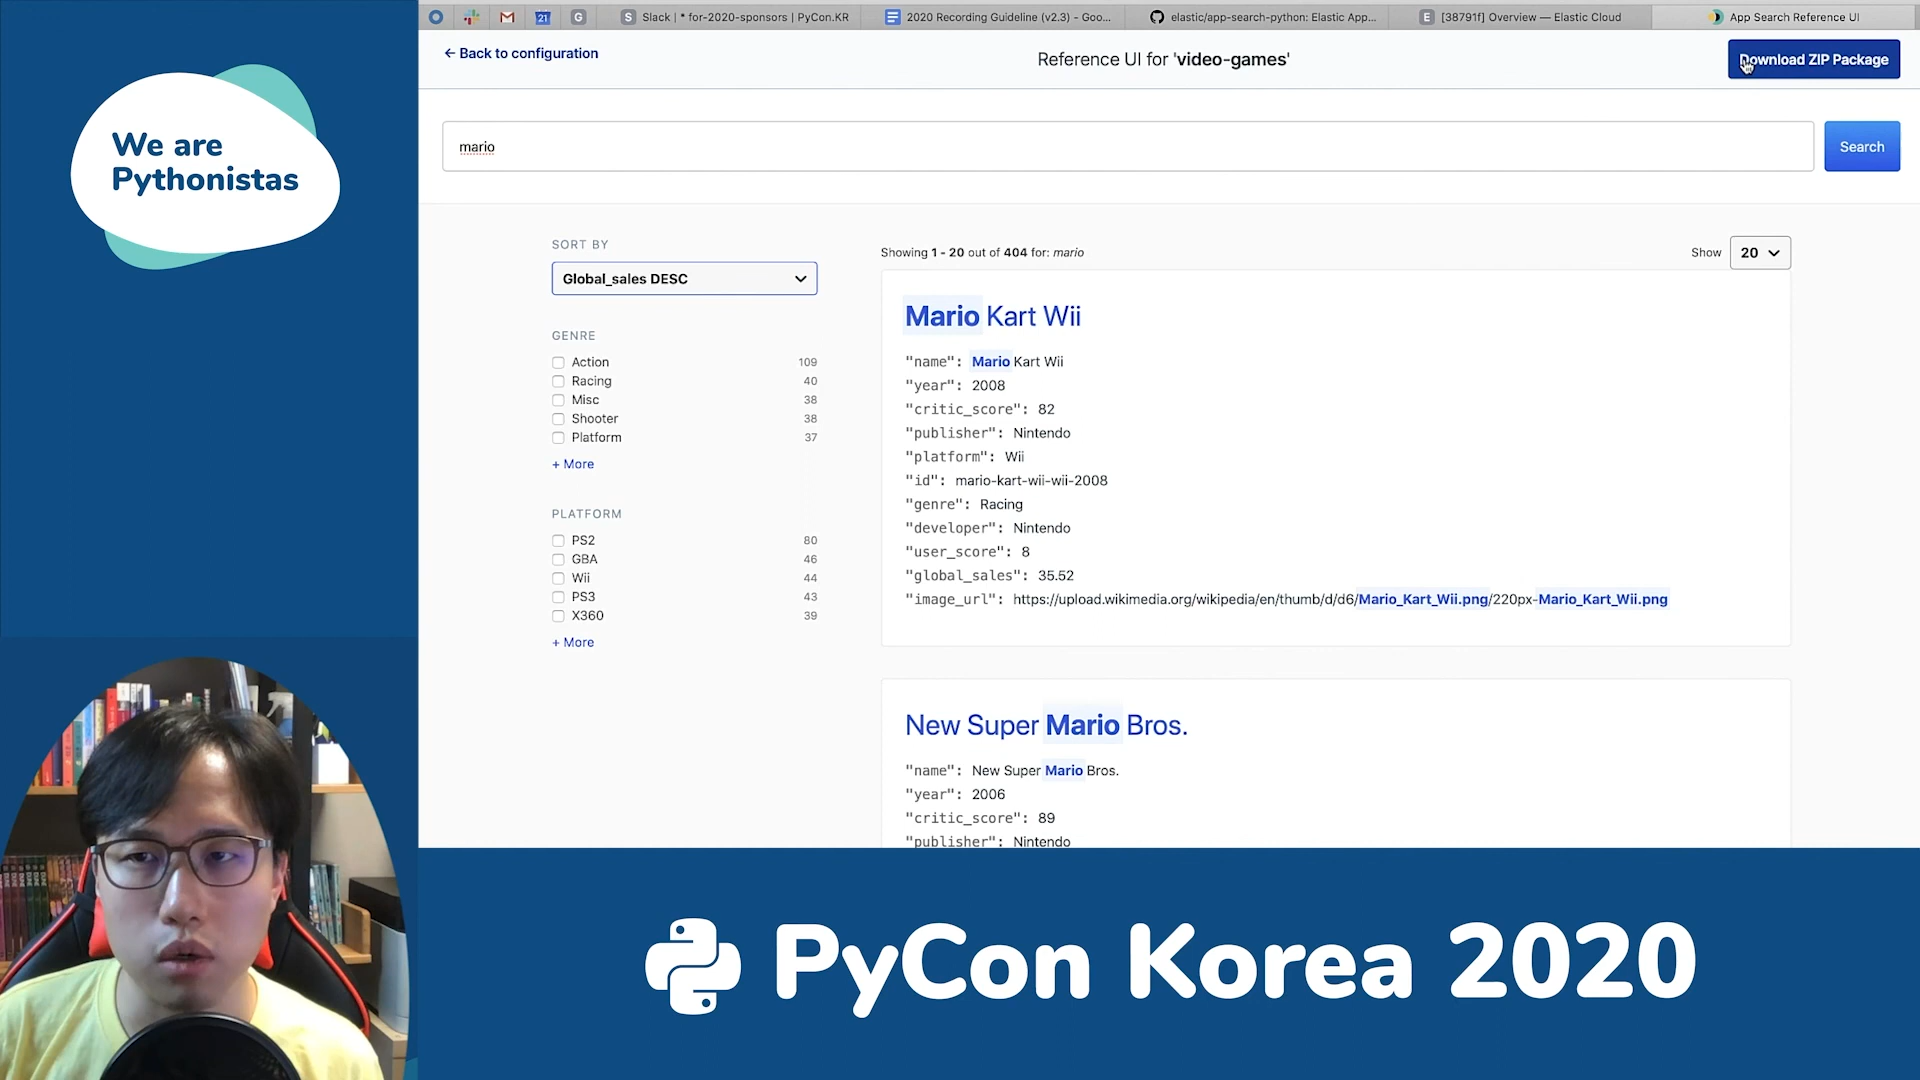 We are
Pythonistas
21
G
S Slack | * for-2020-sponsors | PyCon.KR
2020 Recording Guideline (v2.3) - Goo...
elastic/app-search-python: Elastic App...
E [38791f] Overview — Elastic Cloud
App Search Reference UI
← Back to configuration
Reference UI for 'video-games'
Download ZIP Package
mario
Search
SORT BY
Global_sales DESC
GENRE
Action 109
Racing 40
Misc 38
Shooter 38
Platform 37
+ More
PLATFORM
PS2 80
GBA 46
Wii 44
PS3 43
X360 39
+ More
Showing 1 - 20 out of 404 for: mario
Show 20
Mario Kart Wii
"name": Mario Kart Wii
"year": 2008
"critic_score": 82
"publisher": Nintendo
"platform": Wii
"id": mario-kart-wii-wii-2008
"genre": Racing
"developer": Nintendo
"user_score": 8
"global_sales": 35.52
"image_url": https://upload.wikimedia.org/wikipedia/en/thumb/d/d6/Mario_Kart_Wii.png/220px-Mario_Kart_Wii.png
New Super Mario Bros.
"name": New Super Mario Bros.
"year": 2006
"critic_score": 89
"publisher": Nintendo
PyCon Korea 2020